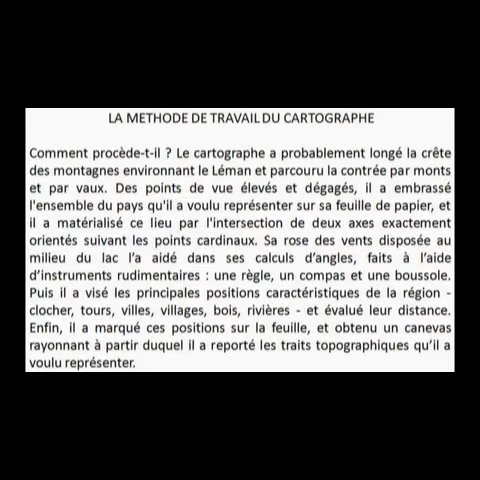 LA METHODE DE TRAVAIL DU CARTOGRAPHE
Comment procède-t-il ? Le cartographe a probablement longé la crête
des montagnes environnant le Léman et parcouru la contrée par monts
et par vaux. Des points de vue élevés et dégagés, il a embrassé
l'ensemble du pays qu'il a voulu représenter sur sa feuille de papier, et
il a matérialisé ce lieu par l'intersection de deux axes exactement
orientés suivant les points cardinaux. Sa rose des vents disposée au
milieu du lac l'a aidé dans ses calculs d'angles, faits à l'aide
d'instruments rudimentaires : une règle, un compas et une boussole.
Puis il a visé les principales positions caractéristiques de la région -
clocher, tours, villes, villages, bois, rivières - et évalué leur distance.
Enfin, il a marqué ces positions sur la feuille, et obtenu un canevas
rayonnant à partir duquel il a reporté les traits topographiques qu'il a
voulu représenter.